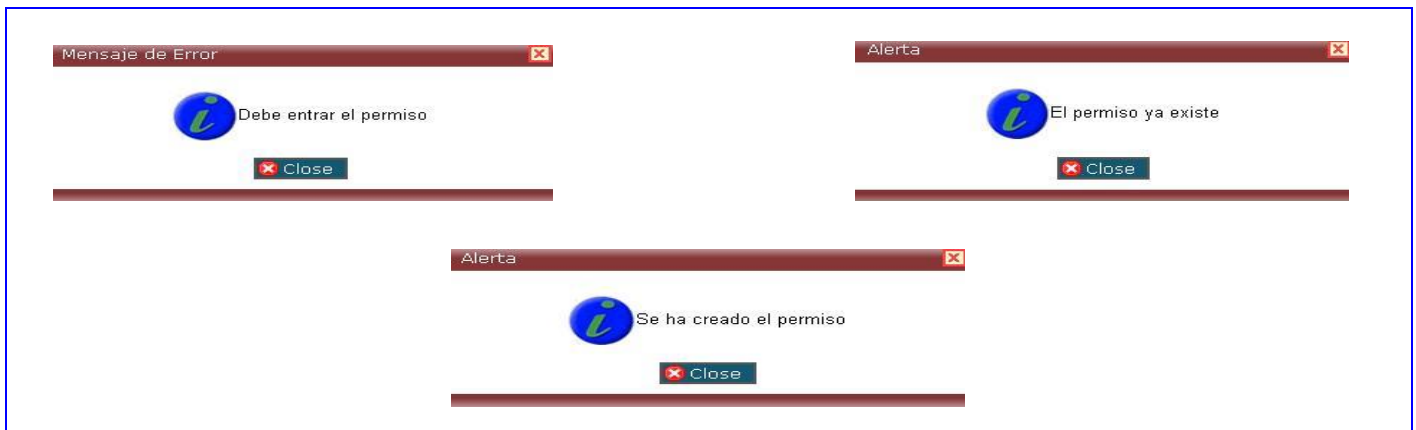 Mensaje de Error
Debe entrar el permiso
Close
Alerta
El permiso ya existe
Close
Alerta
Se ha creado el permiso
Close